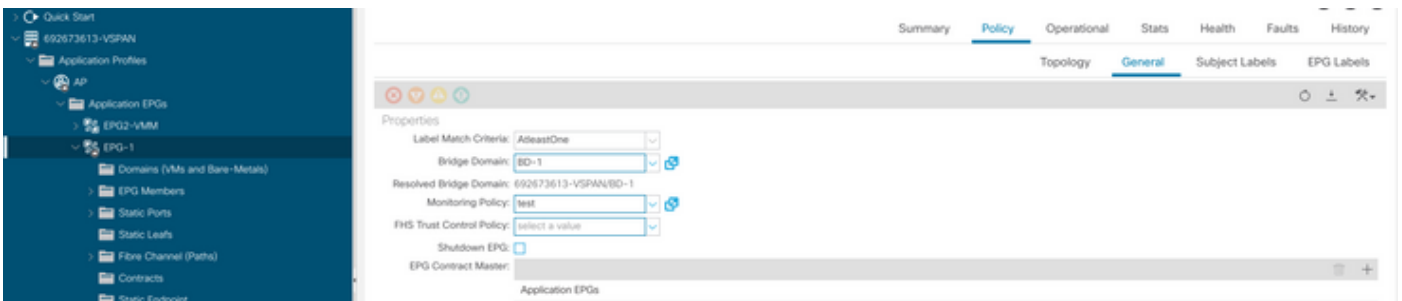 Quick Start
692673613-VSPAN
Application Profiles
AP
Application EPGs
EPG2-VMM
EPG-1
Domains (VMs and Bare-Metals)
EPG Members
Static Ports
Static Leafs
Fibre Channel (Paths)
Contracts
Static Endpoint
Summary Policy Operational Stats Health Faults History
Topology General Subject Labels EPG Labels
Properties
Label Match Criteria: AtleastOne
Bridge Domain: BD-1
Resolved Bridge Domain: 692673613-VSPAN/BD-1
Monitoring Policy: test
FHS Trust Control Policy: select a value
Shutdown EPG:
EPG Contract Master:
Application EPGs